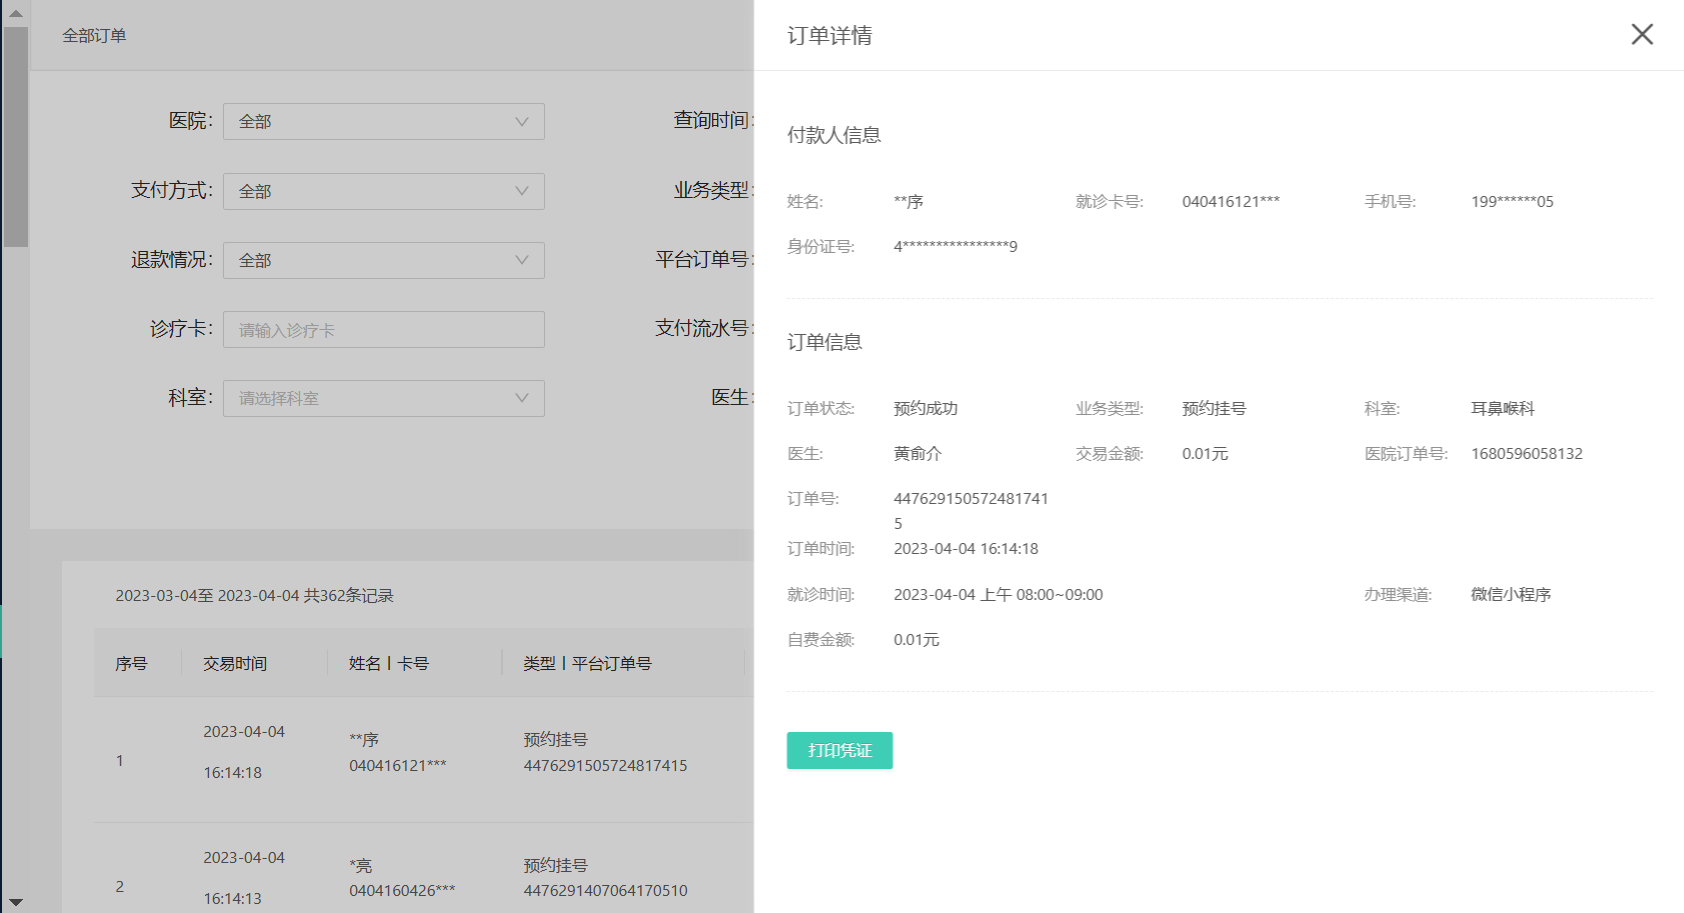 全部订单
医院: 全部
查询时间:
支付方式: 全部
业务类型:
退款情况: 全部
平台订单号:
诊疗卡: 请输入诊疗卡
支付流水号:
科室: 请选择科室
医生:
2023-03-04至 2023-04-04 共362条记录
序号 交易时间 姓名丨卡号 类型丨平台订单号
1 2023-04-04 16:14:18 **序 040416121*** 预约挂号 4476291505724817415
2 2023-04-04 16:14:13 *亮 0404160426*** 预约挂号 4476291407064170510
订单详情
付款人信息
姓名: **序 就诊卡号: 040416121*** 手机号: 199******05
身份证号: 4****************9
订单信息
订单状态: 预约成功 业务类型: 预约挂号 科室: 耳鼻喉科
医生: 黄俞介 交易金额: 0.01元 医院订单号: 1680596058132
订单号: 447629150572481741
5
订单时间: 2023-04-04 16:14:18
就诊时间: 2023-04-04 上午 08:00~09:00 办理渠道: 微信小程序
自费金额: 0.01元
打印凭证